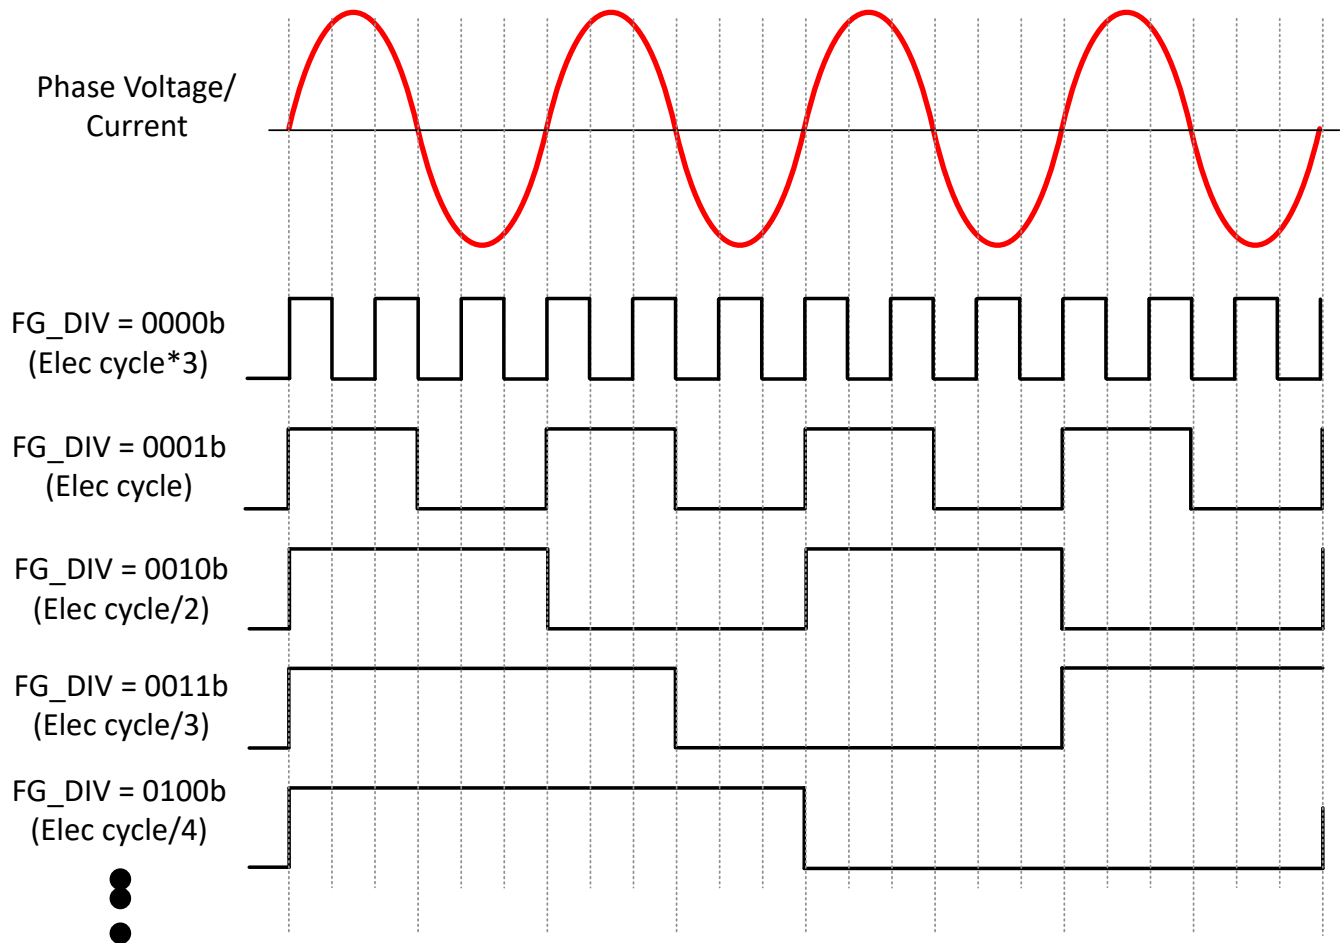 Phase Voltage/
Current
FG_DIV = 0000b
(Elec cycle*3)
FG_DIV = 0001b
(Elec cycle)
FG_DIV = 0010b
(Elec cycle/2)
FG_DIV = 0011b
(Elec cycle/3)
FG_DIV = 0100b
(Elec cycle/4)